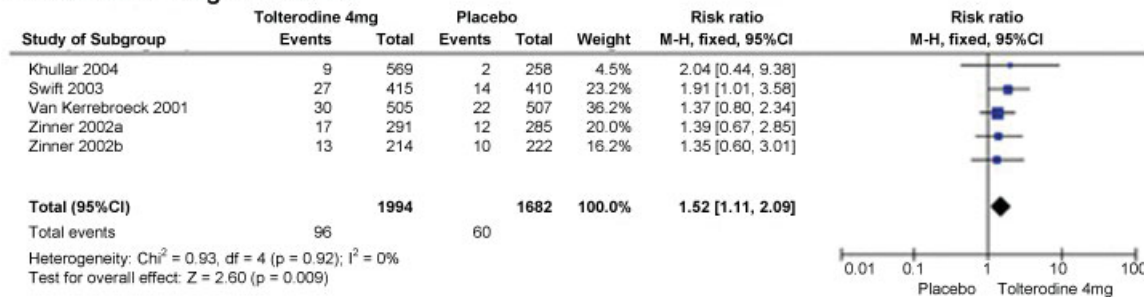 Tolterodine 4mg Placebo Risk ratio Risk ratio
Study of Subgroup Events Total Events Total Weight M-H, fixed, 95%CI M-H, fixed, 95%CI
Khullar 2004 9 569 2 258 4.5% 2.04 [0.44, 9.38]
Swift 2003 27 415 14 410 23.2% 1.91 [1.01, 3.58]
Van Kerrebroeck 2001 30 505 22 507 36.2% 1.37 [0.80, 2.34]
Zinner 2002a 17 291 12 285 20.0% 1.39 [0.67, 2.85]
Zinner 2002b 13 214 10 222 16.2% 1.35 [0.60, 3.01]
Total (95%CI) 1994 1682 100.0% 1.52 [1.11, 2.09]
Total events 96 60
Heterogeneity: Chi² = 0.93, df = 4 (p = 0.92); I² = 0%
Test for overall effect: Z = 2.60 (p = 0.009)
0.01 0.1 1 10 100
Placebo Tolterodine 4mg